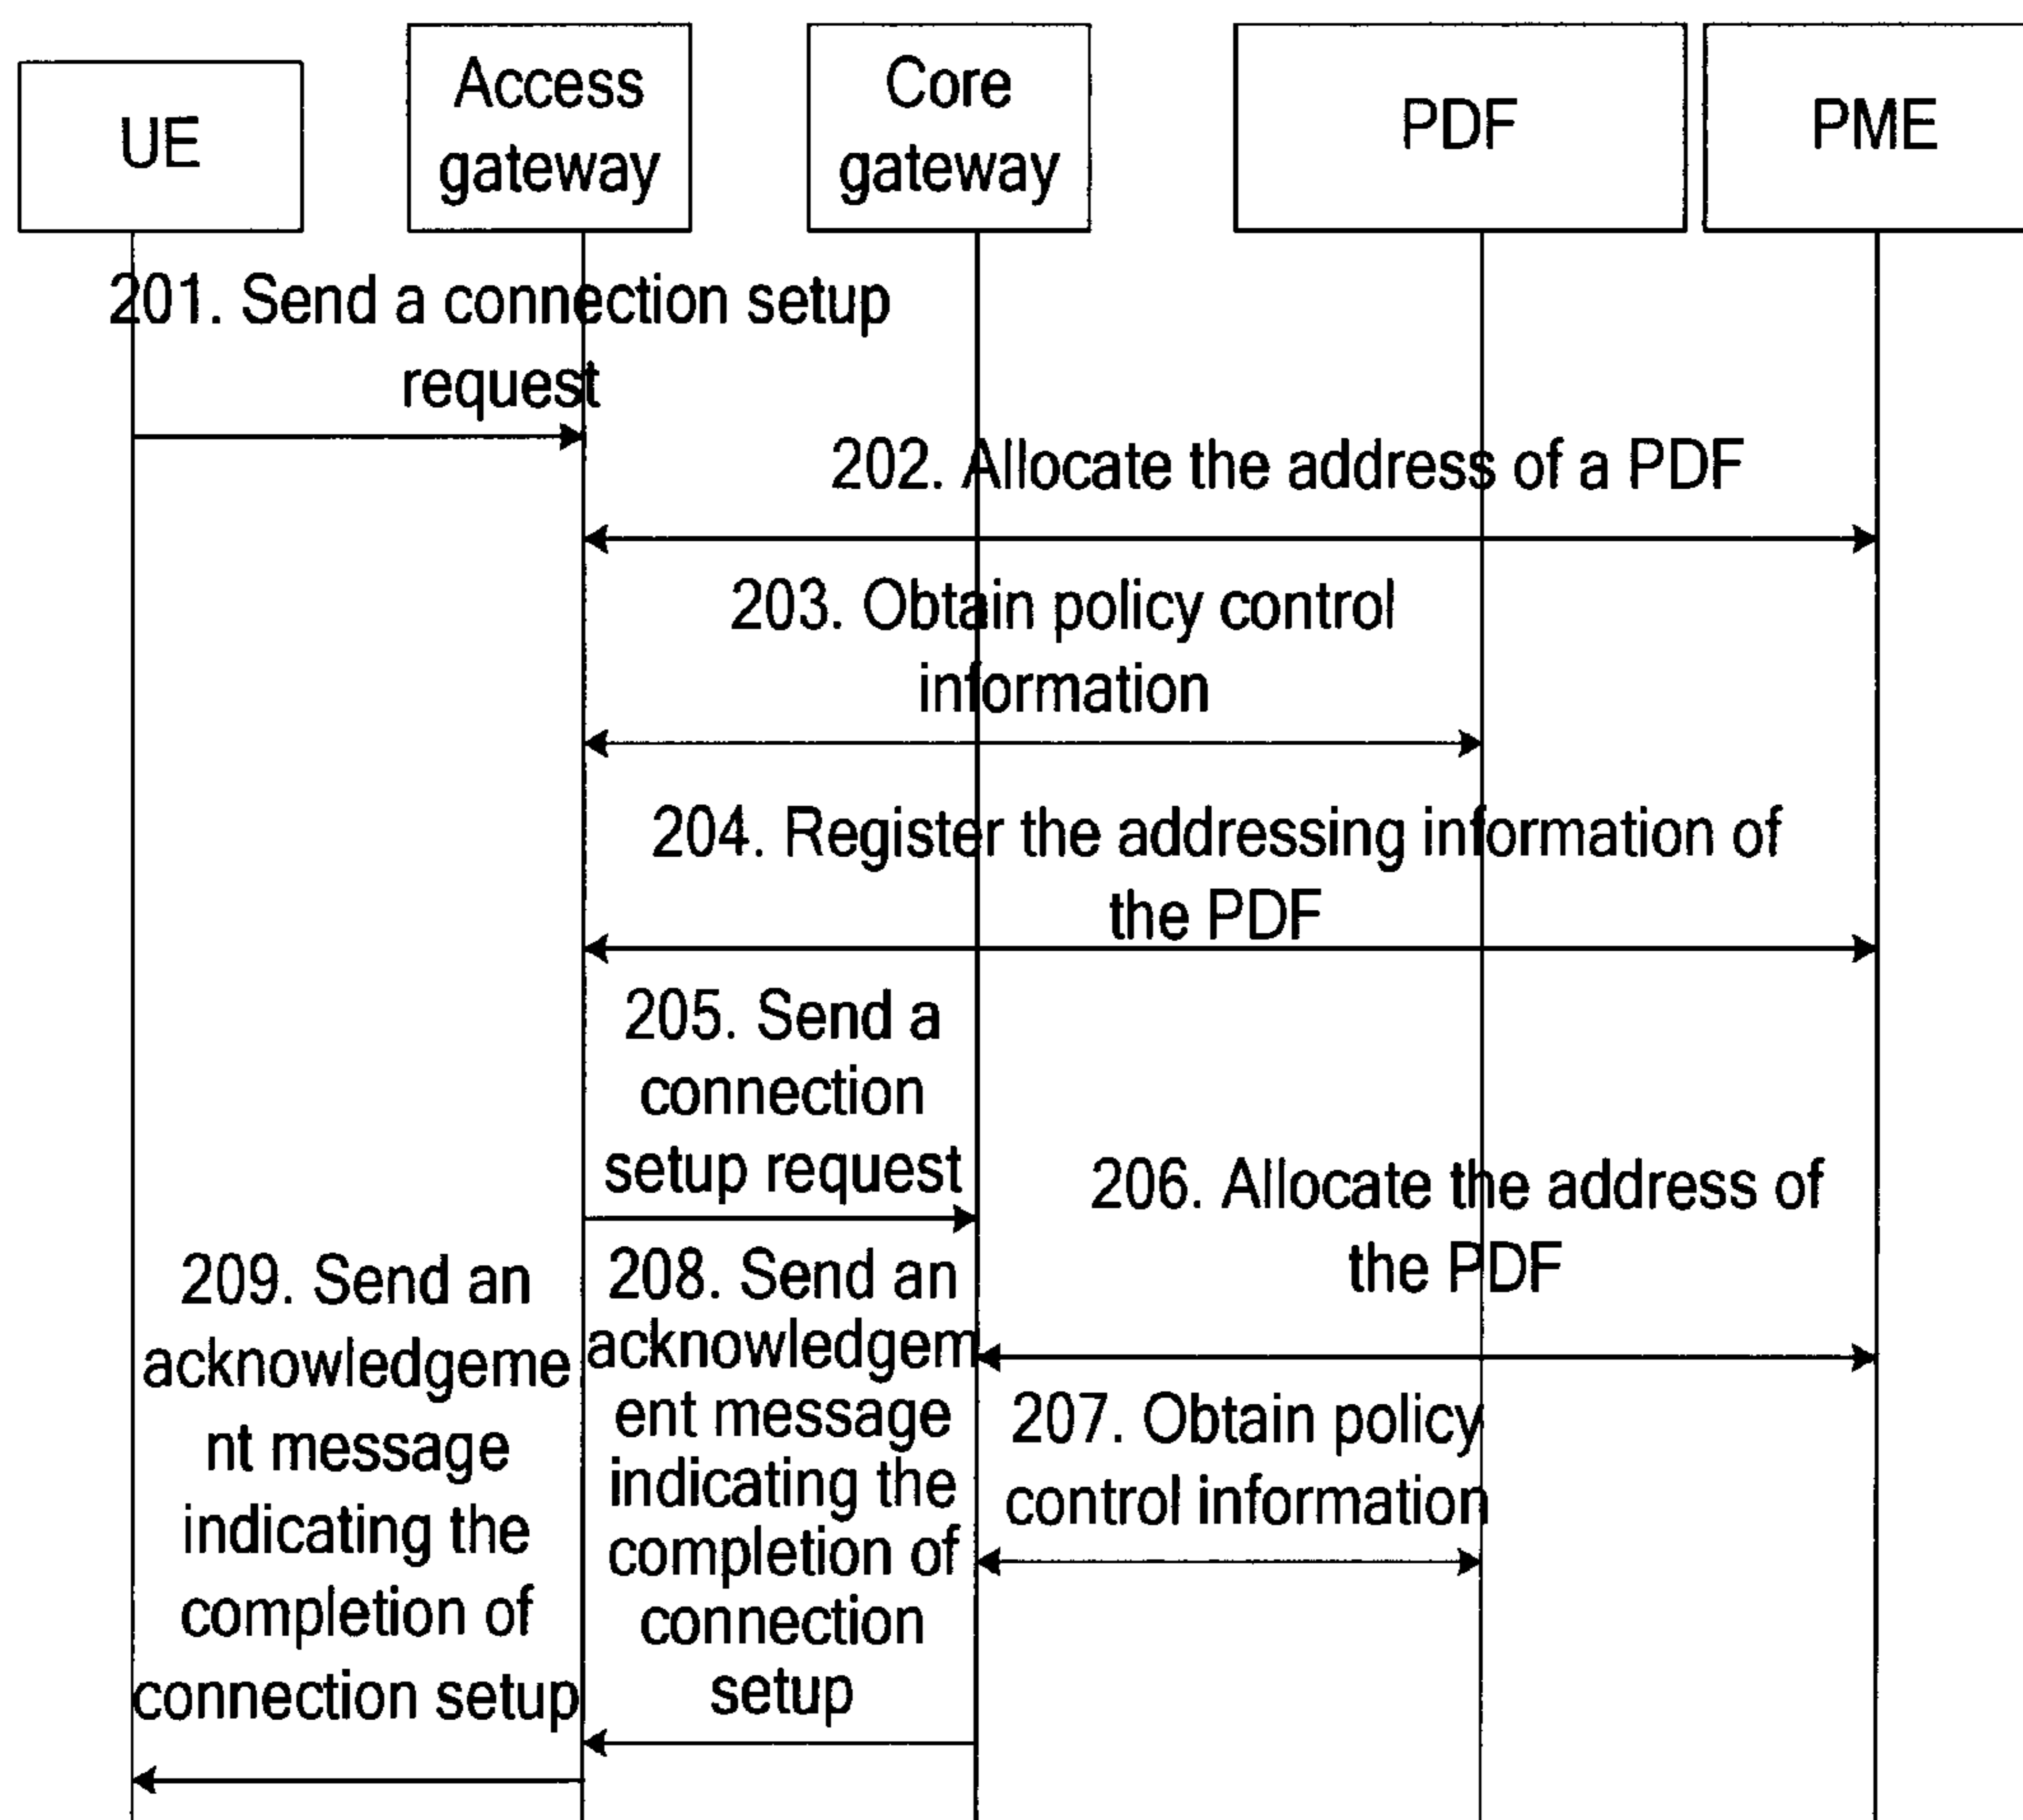 UE
Access
gateway
Core
gateway
PDF
PME
201. Send a connection setup
request
202. Allocate the address of a PDF
203. Obtain policy control
information
204. Register the addressing information of
the PDF
205. Send a
connection
setup request
206. Allocate the address of
the PDF
207. Obtain policy
control information
208. Send an
acknowledgem
ent message
indicating the
completion of
connection
setup
209. Send an
acknowledgeme
nt message
indicating the
completion of
connection setup